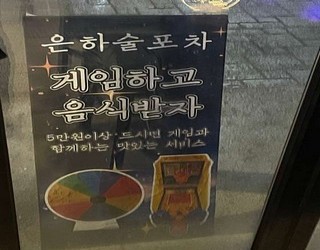 은하술포차
게임하고
음식받자
5만원이상 드시면 게임과
함께하는 맛있는 서비스